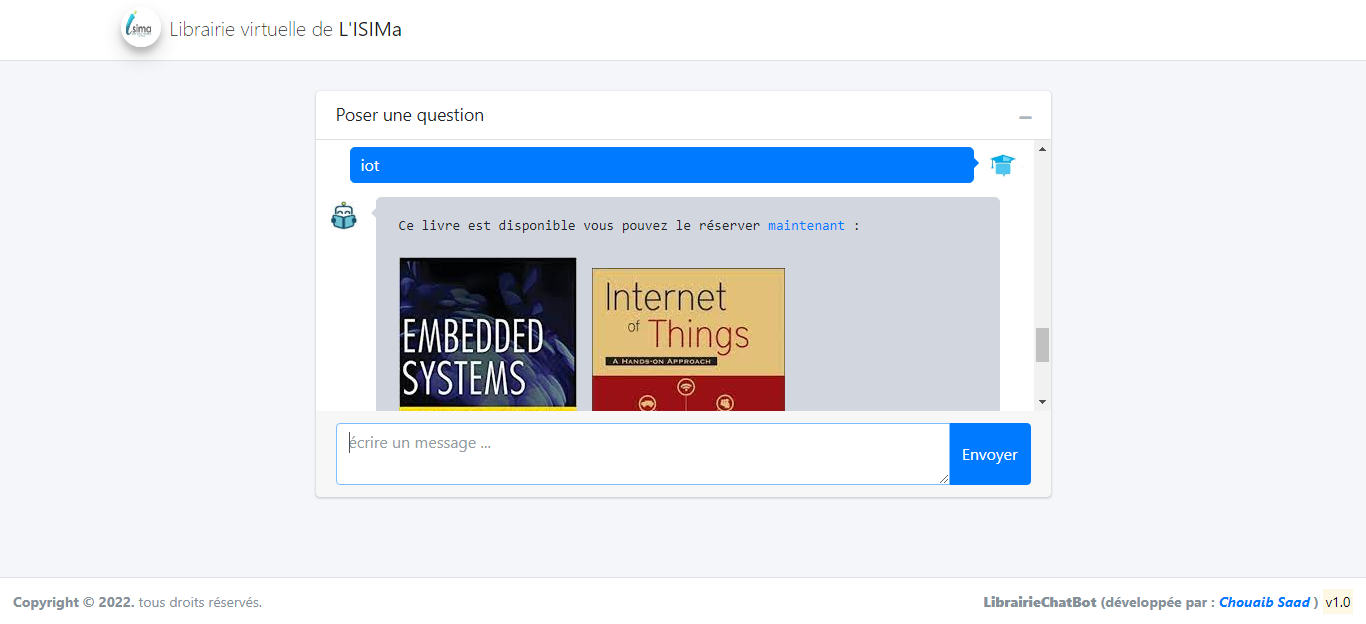 isima
Librairie virtuelle de L'ISIMa
Poser une question
iot
Ce livre est disponible vous pouvez le réserver maintenant :
EMBEDDED
SYSTEMS
Internet
of Things
A HANDS-ON APPROACH
écrire un message ...
Envoyer
Copyright © 2022. tous droits réservés.
LibrairieChatBot (développée par : Chouaib Saad ) v1.0